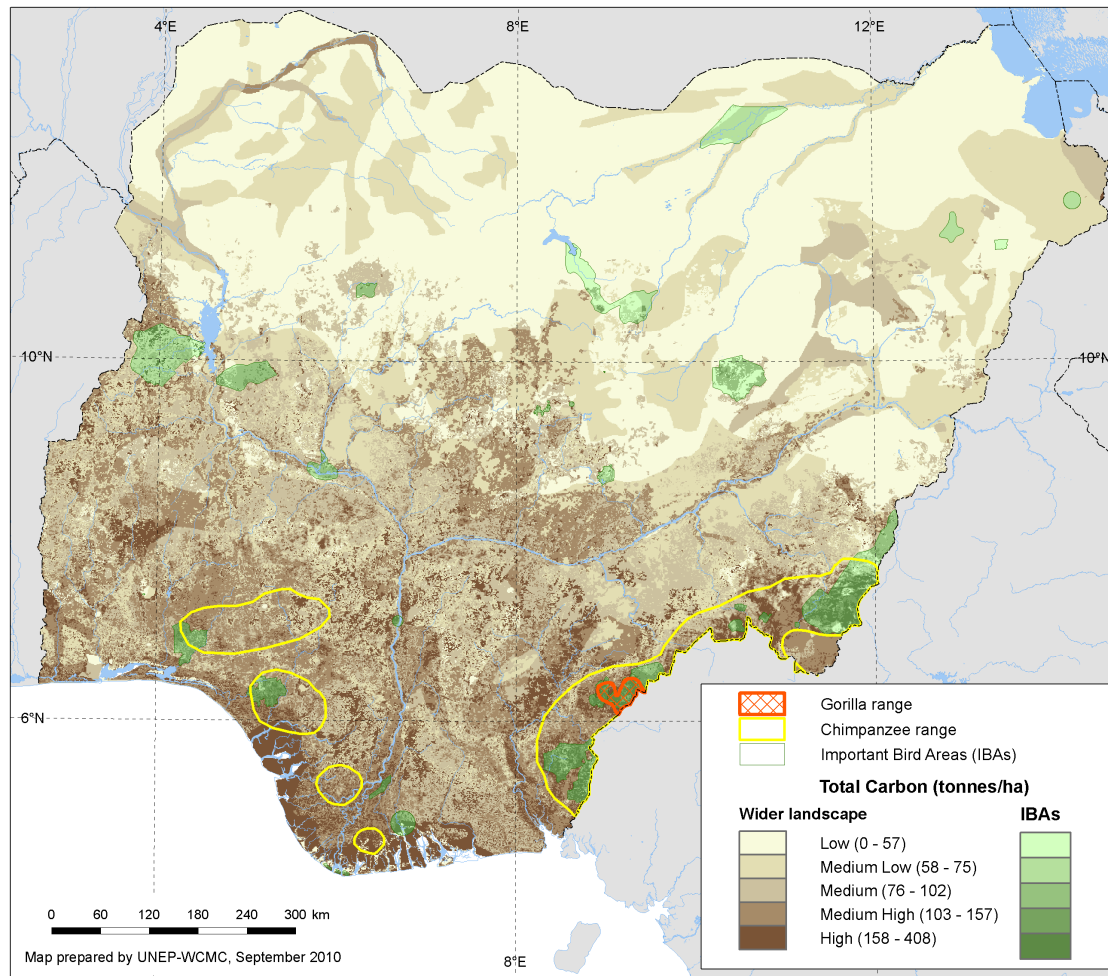 4°E
8°E
12°E
10°N
10°N
6°N
Gorilla range
Chimpanzee range
Important Bird Areas (IBAs)
Total Carbon (tonnes/ha)
Wider landscape
IBAs
Low (0 - 57)
Medium Low (58 - 75)
Medium (76 - 102)
Medium High (103 - 157)
High (158 - 408)
0 60 120 180 240 300 km
Map prepared by UNEP-WCMC, September 2010
8°E